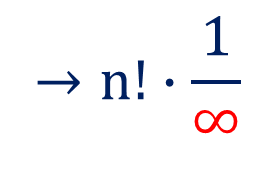 → n! · 1/∞